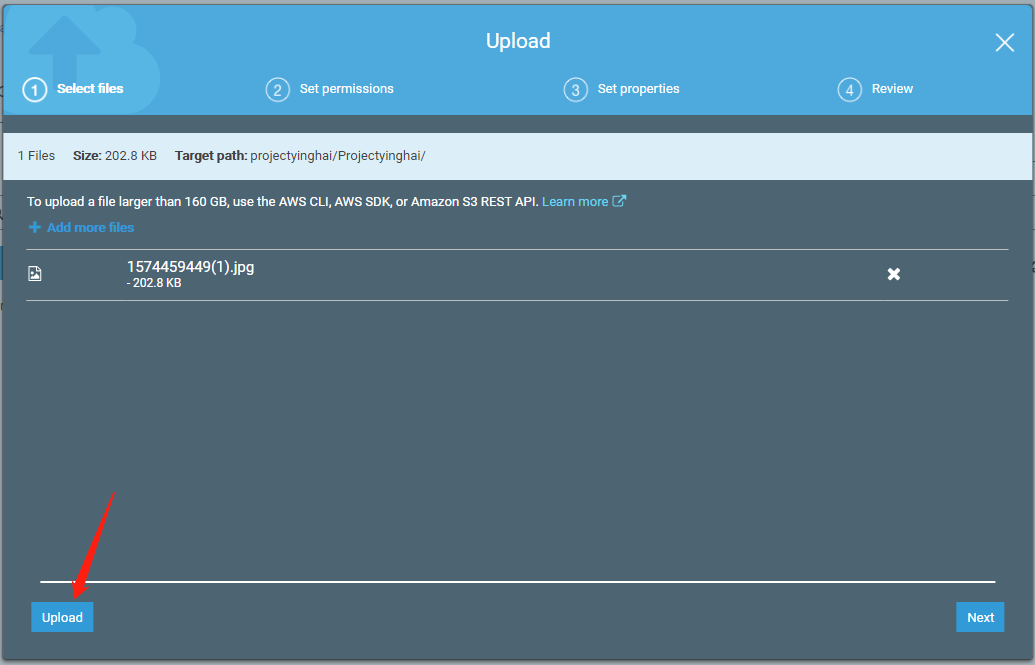 Upload
1 Select files 2 Set permissions 3 Set properties 4 Review
1 Files Size: 202.8 KB Target path: projectyinghai/Projectyinghai/
To upload a file larger than 160 GB, use the AWS CLI, AWS SDK, or Amazon S3 REST API. Learn more
+ Add more files
1574459449(1).jpg
- 202.8 KB
Upload Next